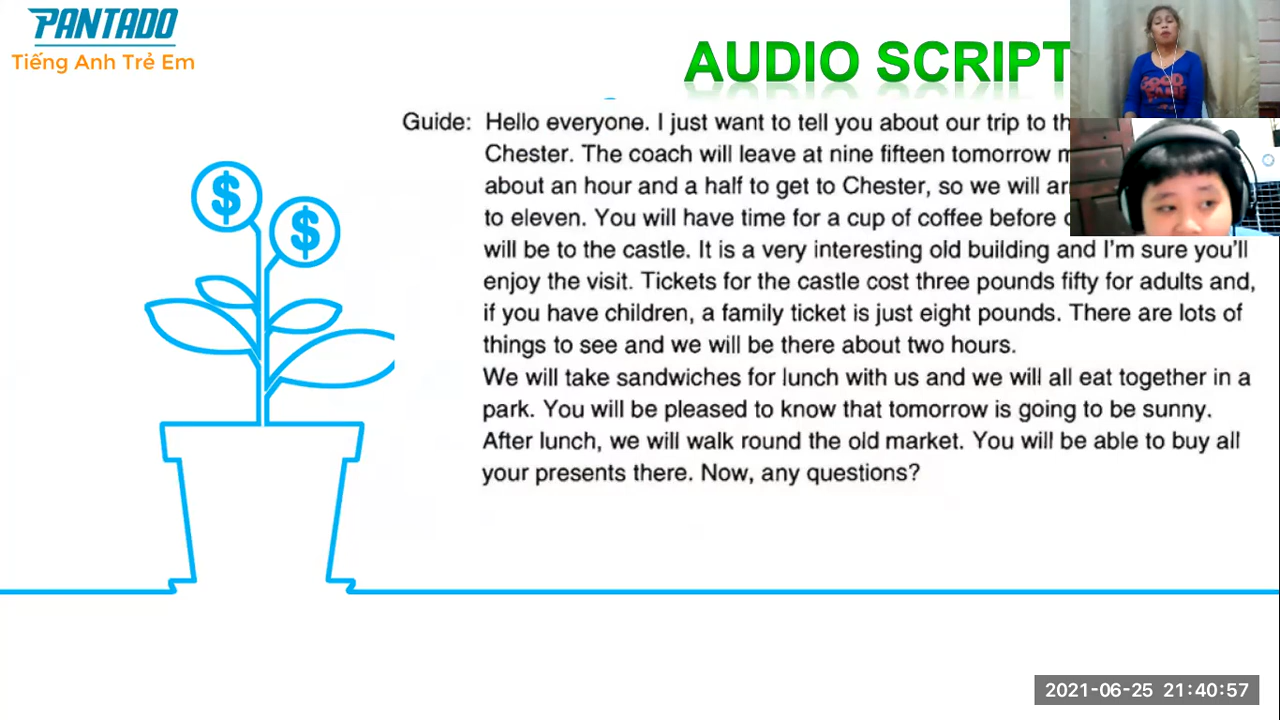 PANTADO
Tiếng Anh Trẻ Em
AUDIO SCRIPT
Guide: Hello everyone. I just want to tell you about our trip to
Chester. The coach will leave at nine fifteen tomorrow
about an hour and a half to get to Chester, so we will
to eleven. You will have time for a cup of coffee before
will be to the castle. It is a very interesting old building and I'm sure you'll
enjoy the visit. Tickets for the castle cost three pounds fifty for adults and,
if you have children, a family ticket is just eight pounds. There are lots of
things to see and we will be there about two hours.
We will take sandwiches for lunch with us and we will all eat together in a
park. You will be pleased to know that tomorrow is going to be sunny.
After lunch, we will walk round the old market. You will be able to buy all
your presents there. Now, any questions?
$
$
GOOD
2021-06-25 21:40:57